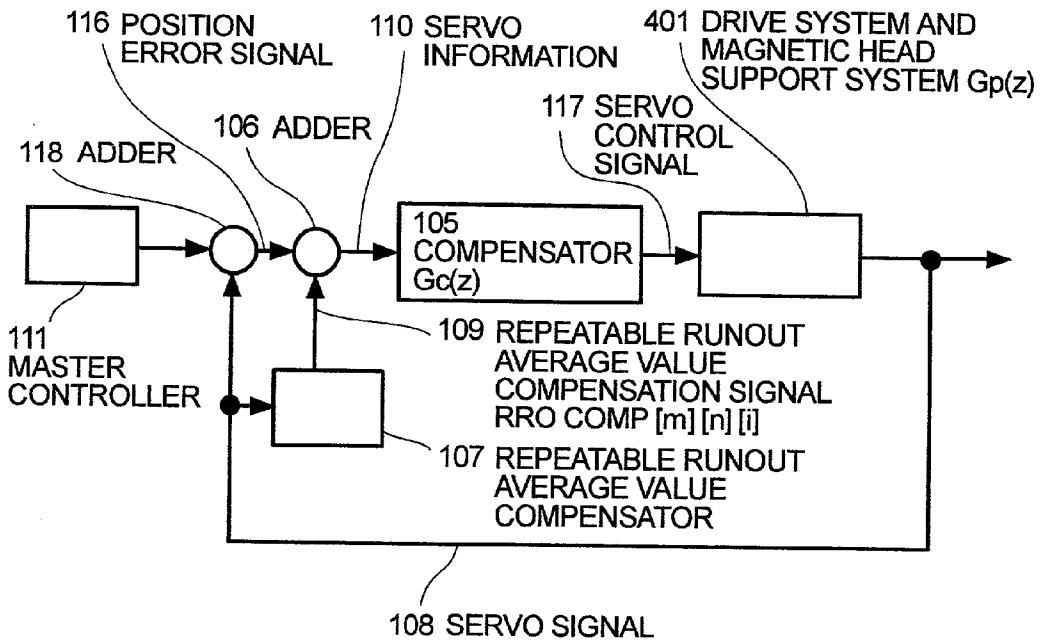 116 POSITION
ERROR SIGNAL
110 SERVO
INFORMATION
401 DRIVE SYSTEM AND
MAGNETIC HEAD
SUPPORT SYSTEM Gp(z)
106 ADDER
117 SERVO
CONTROL
SIGNAL
118 ADDER
105
COMPENSATOR
Gc(z)
111
MASTER
CONTROLLER
109 REPEATABLE RUNOUT
AVERAGE VALUE
COMPENSATION SIGNAL
RRO COMP [m] [n] [i]
107 REPEATABLE RUNOUT
AVERAGE VALUE
COMPENSATOR
108 SERVO SIGNAL